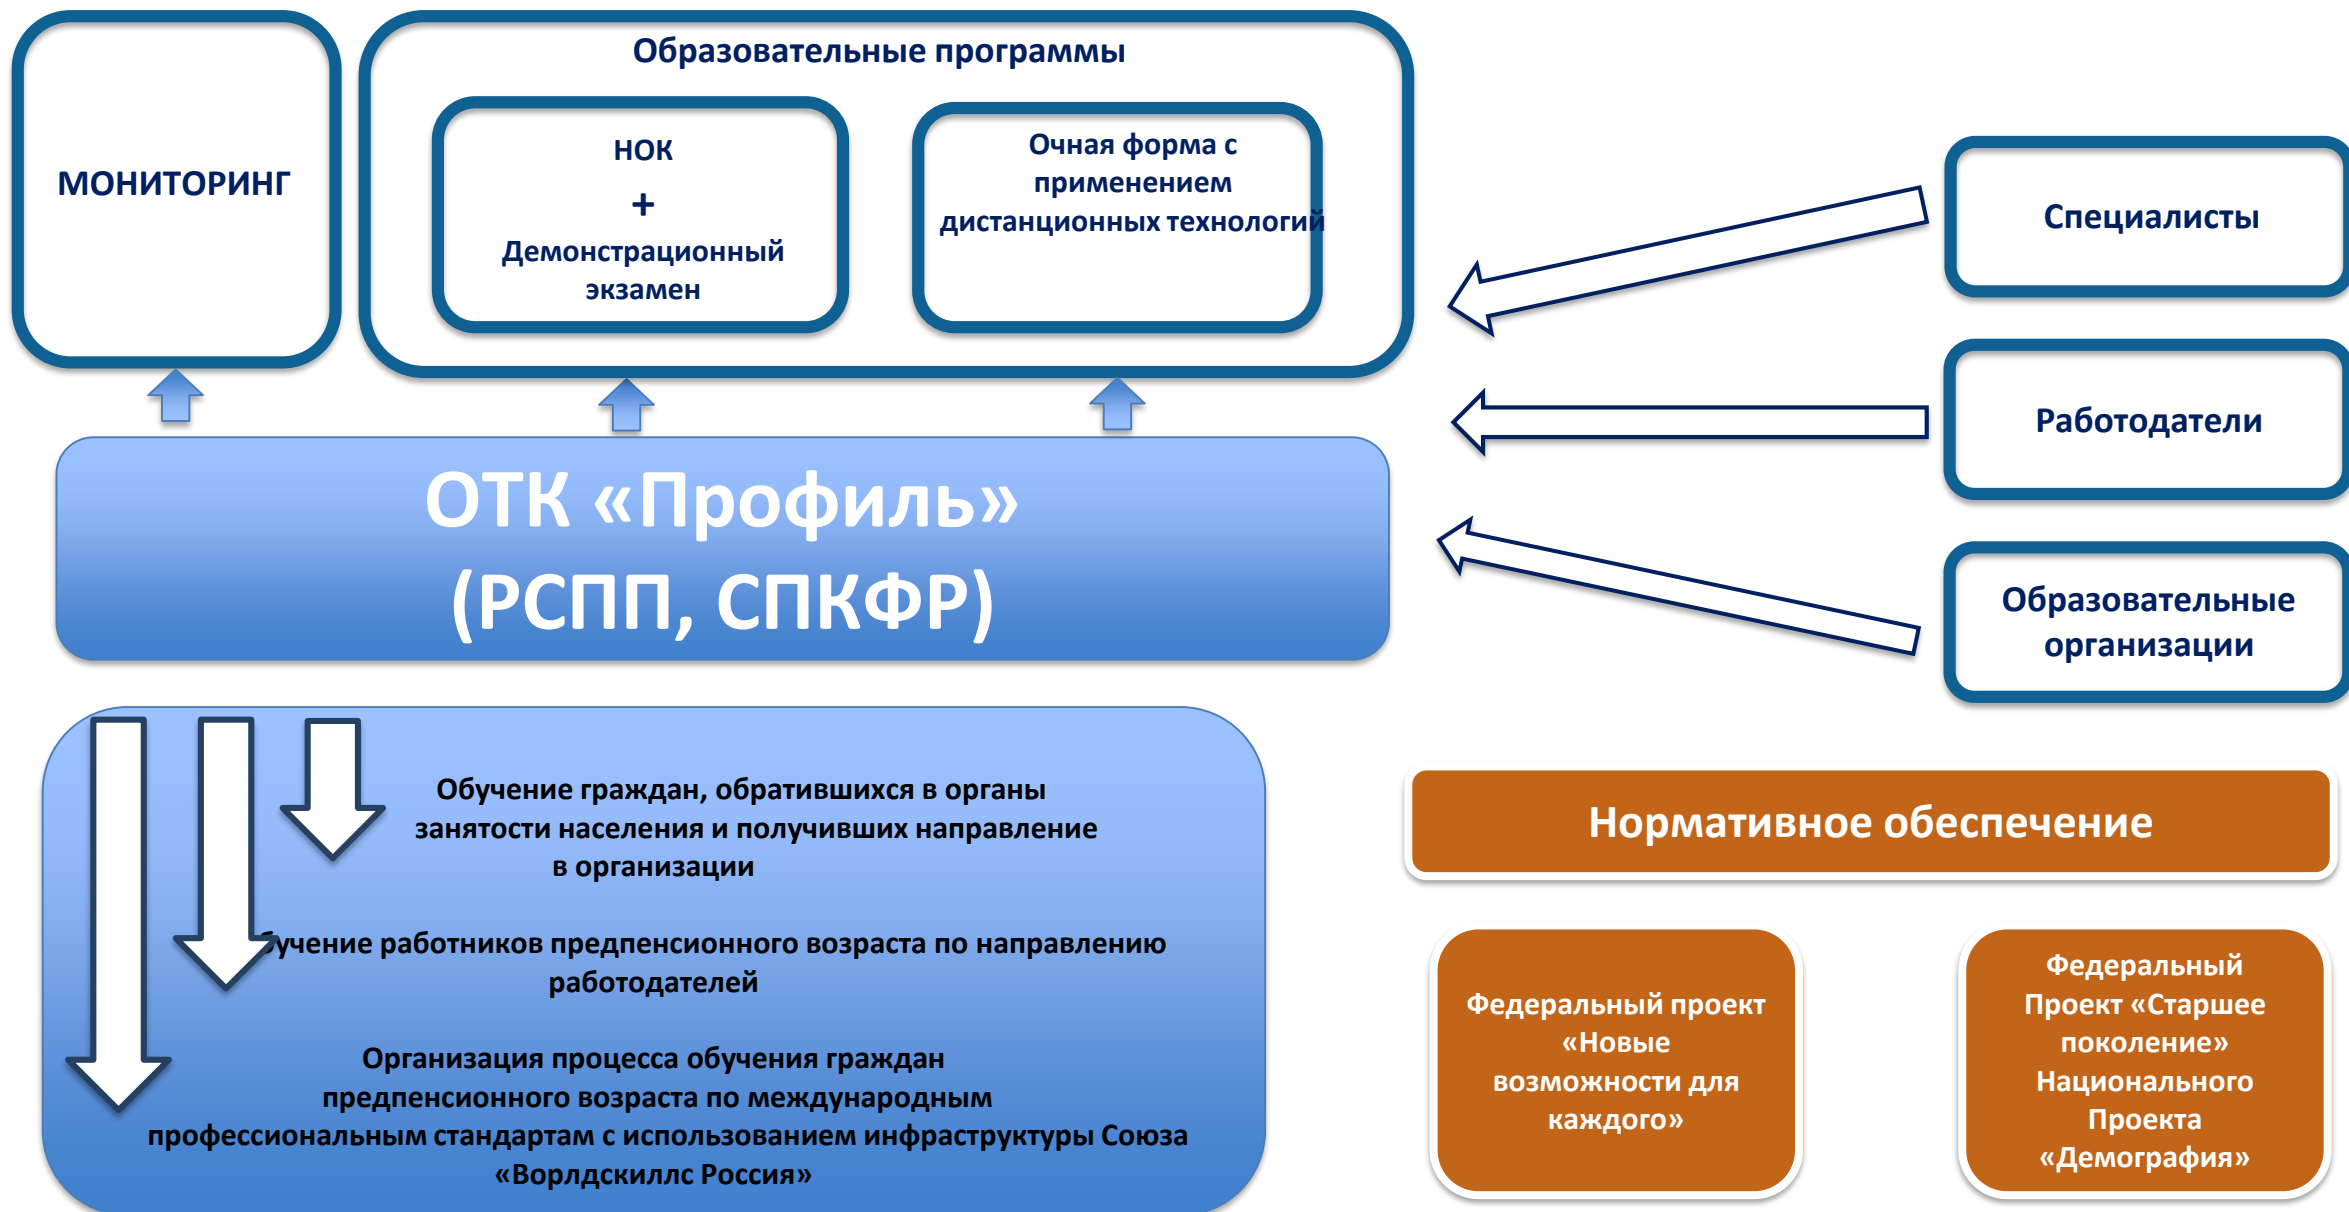 МОНИТОРИНГ
Образовательные программы
НОК
+
Демонстрационный
экзамен
Очная форма с
применением
дистанционных технологий
Специалисты
Работодатели
Образовательные
организации
ОТК «Профиль»
(РСПП, СПКФР)
Обучение граждан, обратившихся в органы
занятости населения и получивших направление
в организации
бучение работников предпенсионного возраста по направлению
работодателей
Организация процесса обучения граждан
предпенсионного возраста по международным
профессиональным стандартам с использованием инфраструктуры Союза
«Ворлдскиллс Россия»
Нормативное обеспечение
Федеральный проект
«Новые
возможности для
каждого»
Федеральный
Проект «Старшее
поколение»
Национального
Проекта
«Демография»